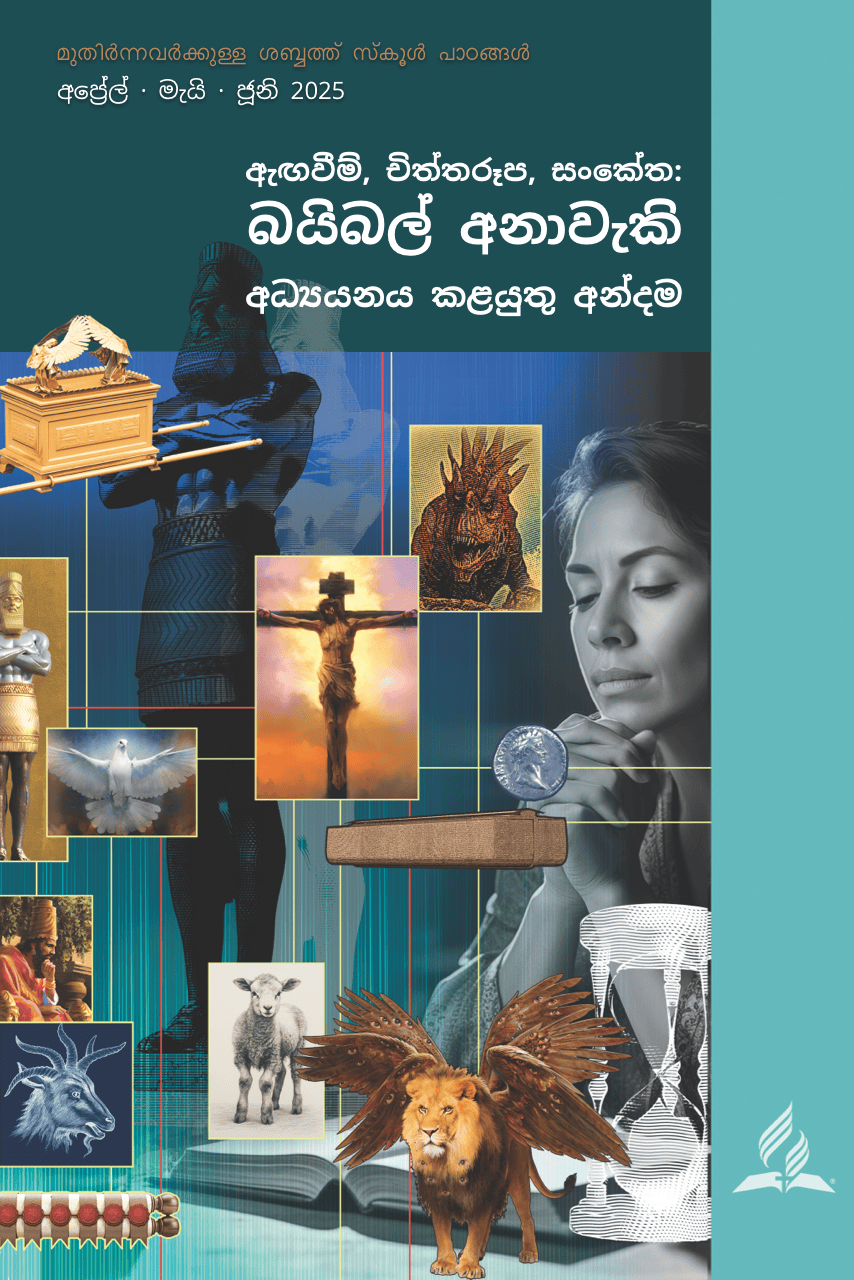 മുതിർന്നവർക്കുള്ള ശബ്ബത്ത് സ്കൂൾ പാഠങ്ങൾ
අප්‍රේල් · මැයි · ජූනි 2025
ඇඟවීම්, චිත්තරූප, සංකේත:
බයිබල් අනාවැකි
අධ්‍යයනය කළයුතු අන්දම